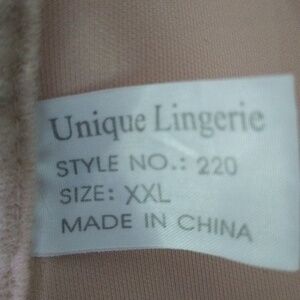 Unique Lingerie
STYLE NO.: 220
SIZE: XXL
MADE IN CHINA